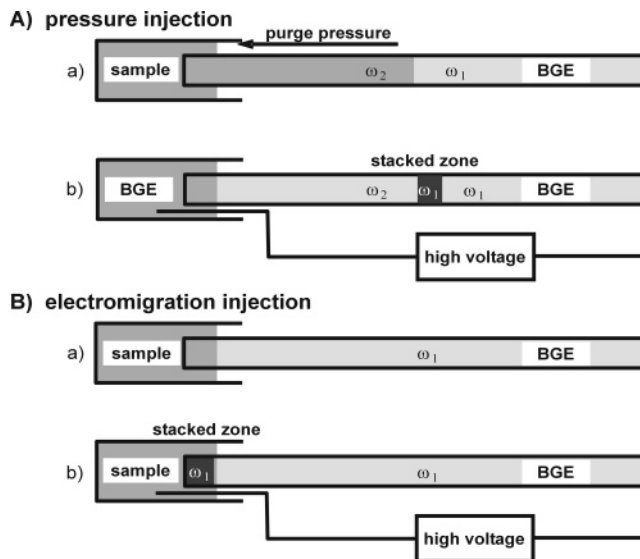 A) pressure injection
purge pressure
a) sample ω₂ ω₁ BGE
stacked zone
b) BGE ω₂ ω₁ ω₁ BGE
high voltage
B) electromigration injection
a) sample ω₁ BGE
stacked zone
b) sample ω₁ ω₁ BGE
high voltage